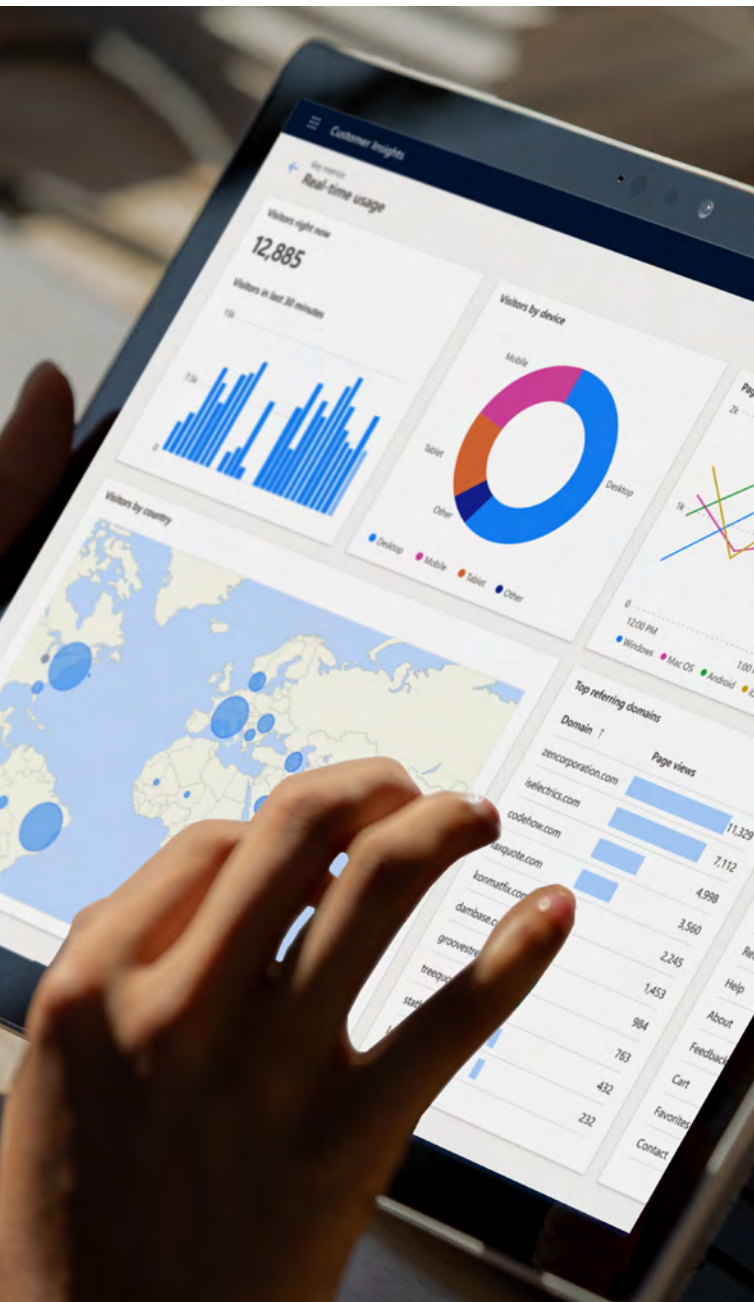 Customer Insights
Key metrics
Real-time usage
Visitors right now
12,885
Visitors in last 30 minutes
15k
7.5k
0
Visitors by device
Mobile
Tablet
Desktop
Other
Desktop Mobile Tablet Other
2k
1k
0
12:00 PM
Windows Mac OS Android
Visitors by country
Top referring domains
Domain ↑ Page views
zencorporation.com 11,329
iselectrics.com 7,112
codehow.com 4,998
3,560
2,245
1,453
984
763
432
232
Help
About
Feedback
Cart
Favorites
Contact